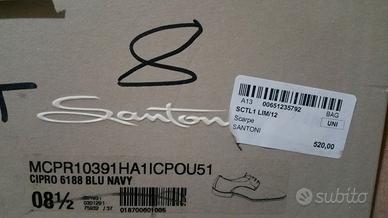 8
T
Santoni
A13 00651235792
SCTL1 LIM/12 BAG
Scarpe UNI
SANTONI
520,00
MCPR10391HA1ICPOU51
CIPRO 6188 BLU NAVY
08½
018700601005
subito